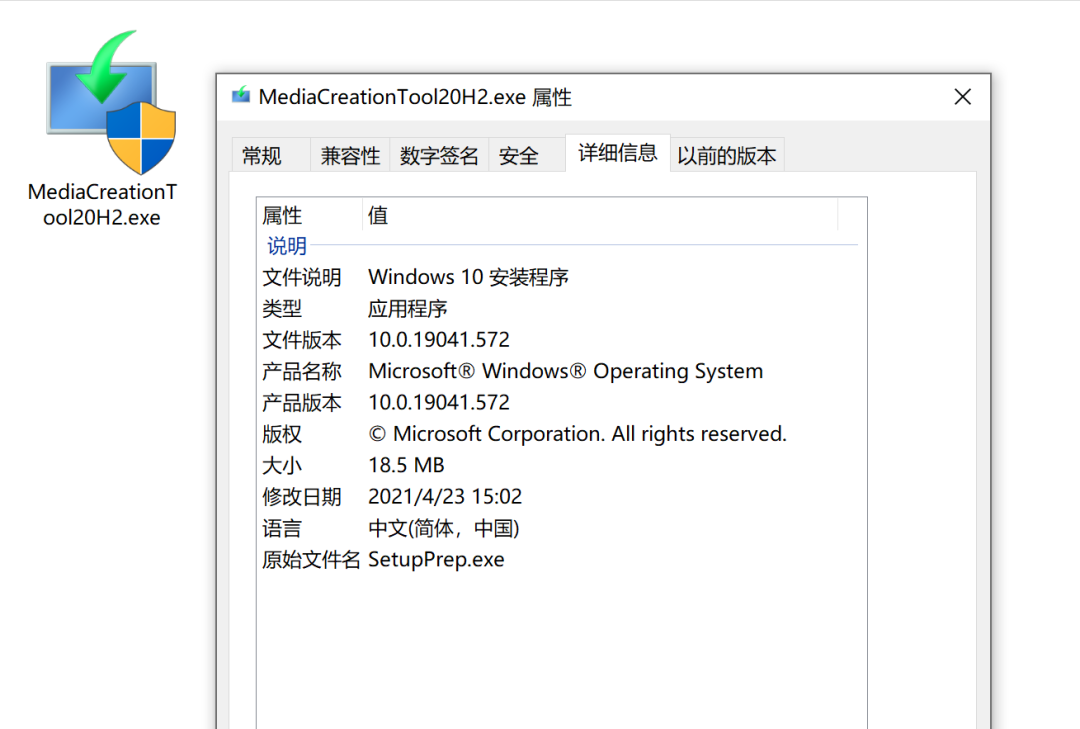 MediaCreationT
ool20H2.exe
MediaCreationTool20H2.exe 属性
常规 兼容性 数字签名 安全 详细信息 以前的版本
属性 值
说明
文件说明 Windows 10 安装程序
类型 应用程序
文件版本 10.0.19041.572
产品名称 Microsoft® Windows® Operating System
产品版本 10.0.19041.572
版权 © Microsoft Corporation. All rights reserved.
大小 18.5 MB
修改日期 2021/4/23 15:02
语言 中文(简体，中国)
原始文件名 SetupPrep.exe